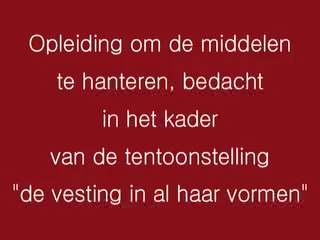 Opleiding om de middelen
te hanteren, bedacht
in het kader
van de tentoonstelling
"de vesting in al haar vormen"